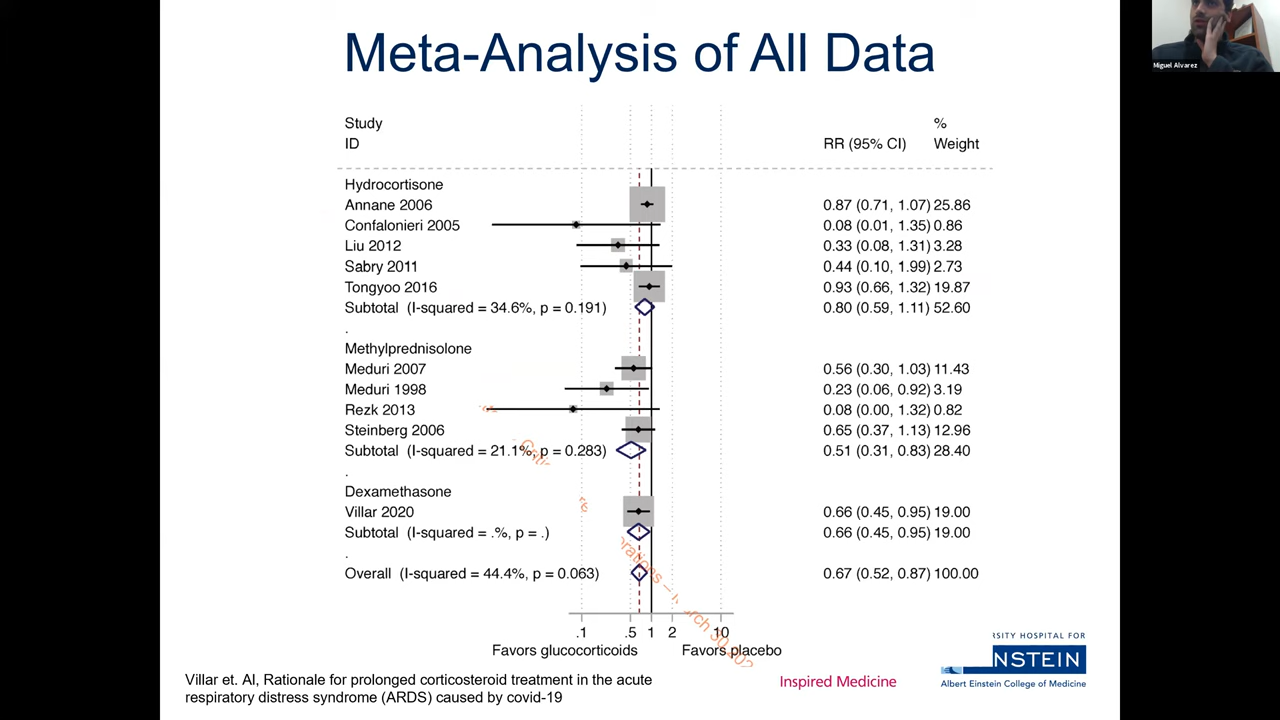 Miguel Alvarez
Meta-Analysis of All Data
Study %
ID RR (95% CI) Weight
Hydrocortisone
Annane 2006 0.87 (0.71, 1.07) 25.86
Confalonieri 2005 0.08 (0.01, 1.35) 0.86
Liu 2012 0.33 (0.08, 1.31) 3.28
Sabry 2011 0.44 (0.10, 1.99) 2.73
Tongyoo 2016 0.93 (0.66, 1.32) 19.87
Subtotal (I-squared = 34.6%, p = 0.191) 0.80 (0.59, 1.11) 52.60
.
Methylprednisolone
Meduri 2007 0.56 (0.30, 1.03) 11.43
Meduri 1998 0.23 (0.06, 0.92) 3.19
Rezk 2013 0.08 (0.00, 1.32) 0.82
Steinberg 2006 0.65 (0.37, 1.13) 12.96
Subtotal (I-squared = 21.1%, p = 0.283) 0.51 (0.31, 0.83) 28.40
.
Dexamethasone
Villar 2020 0.66 (0.45, 0.95) 19.00
Subtotal (I-squared = .%, p = .) 0.66 (0.45, 0.95) 19.00
.
Overall (I-squared = 44.4%, p = 0.063) 0.67 (0.52, 0.87) 100.00
.1 .5 1 2 10
Favors glucocorticoids Favors placebo
Villar et. Al, Rationale for prolonged corticosteroid treatment in the acute
respiratory distress syndrome (ARDS) caused by covid-19
Inspired Medicine
RSITY HOSPITAL FOR
NSTEIN
Albert Einstein College of Medicine